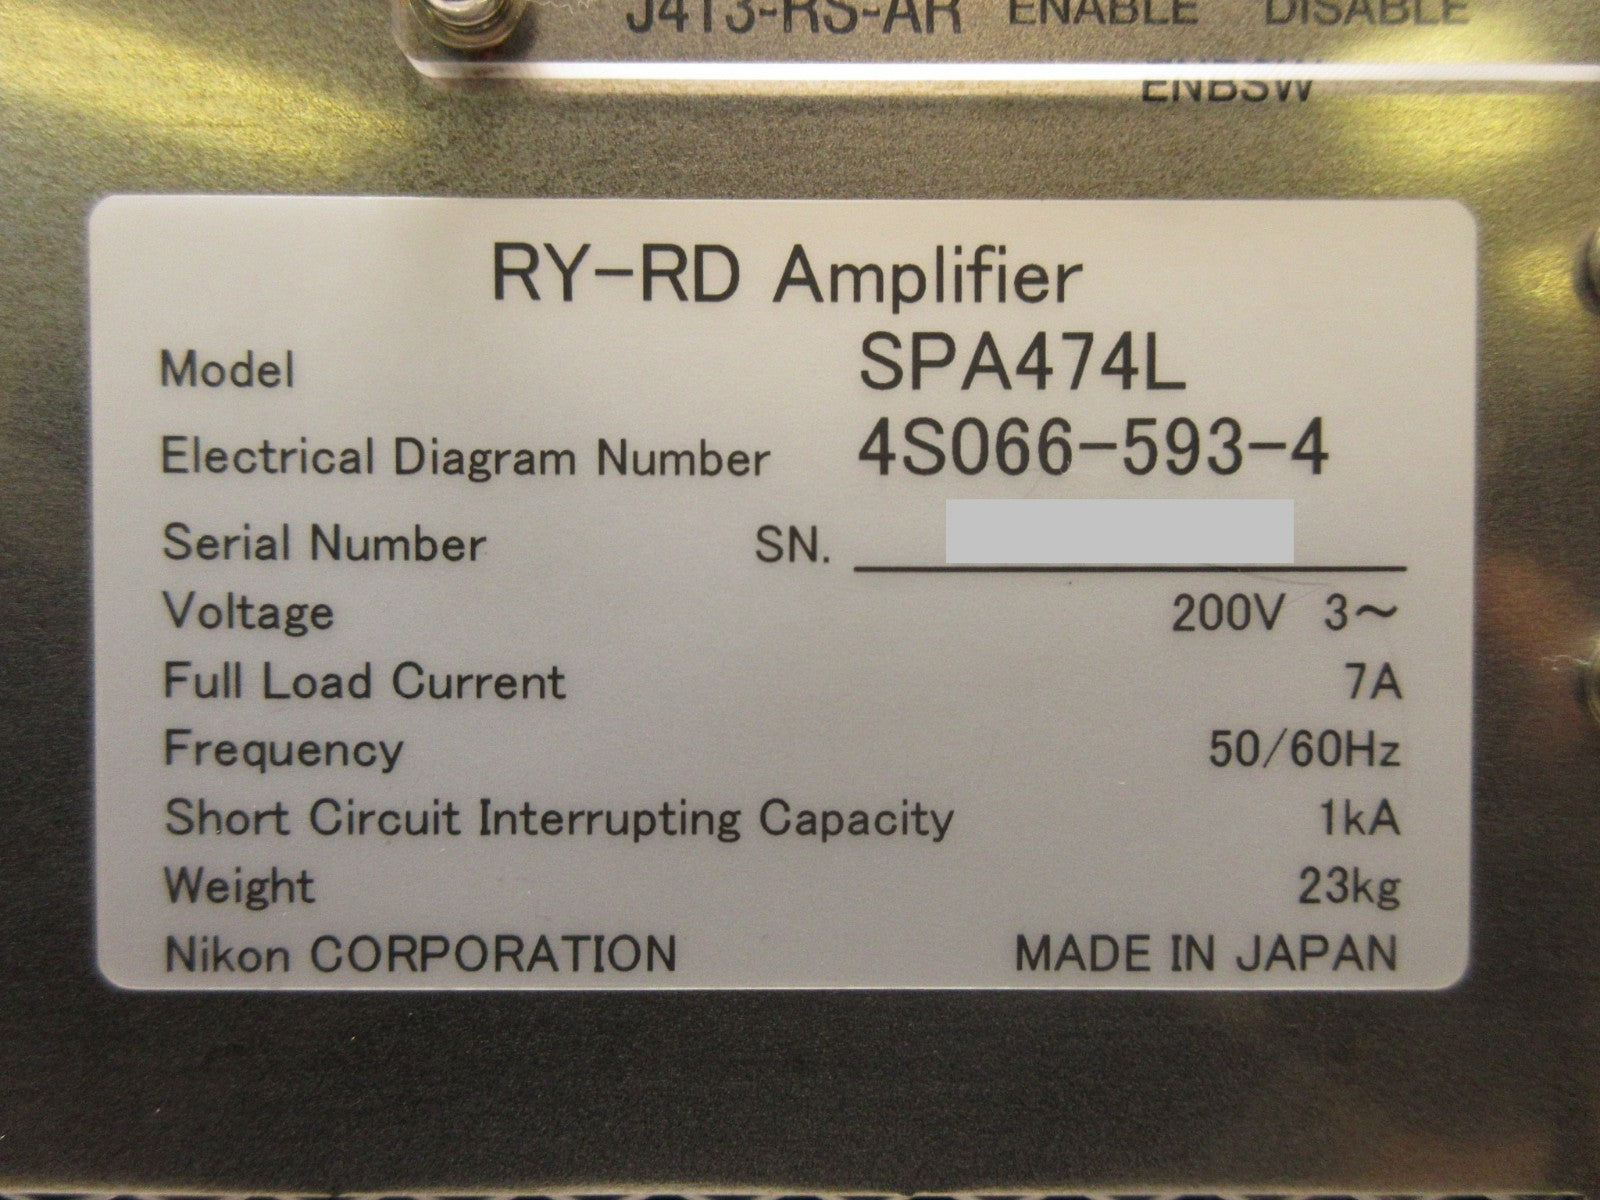 J413-RS-AR ENABLE DISABLE
ENBSW
RY-RD Amplifier
Model SPA474L
Electrical Diagram Number 4S066-593-4
Serial Number SN.
Voltage 200V 3~
Full Load Current 7A
Frequency 50/60Hz
Short Circuit Interrupting Capacity 1kA
Weight 23kg
Nikon CORPORATION MADE IN JAPAN